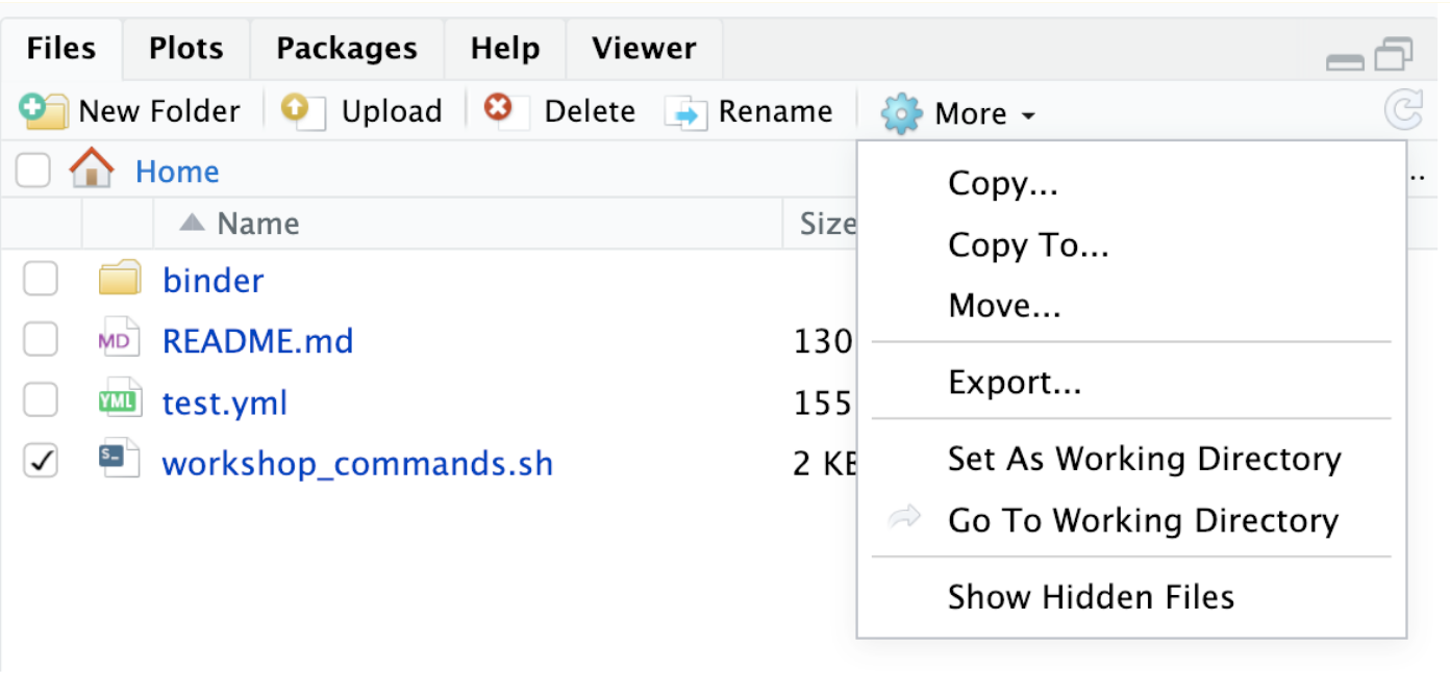 Files Plots Packages Help Viewer
New Folder Upload Delete Rename More
Home ..
Name Size
binder
MD README.md 130
YML test.yml 155
S_ workshop_commands.sh 2 KB
Copy...
Copy To...
Move...
Export...
Set As Working Directory
Go To Working Directory
Show Hidden Files